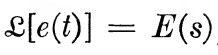 ℒ[e(t)] = E(s)